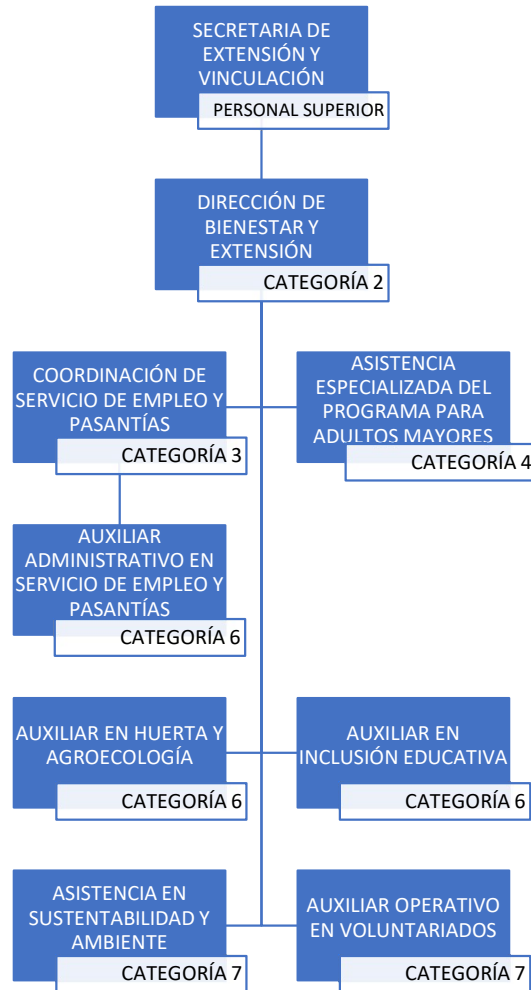 SECRETARIA DE
EXTENSIÓN Y
VINCULACIÓN
PERSONAL SUPERIOR
DIRECCIÓN DE
BIENESTAR Y
EXTENSIÓN
CATEGORÍA 2
COORDINACIÓN DE
SERVICIO DE EMPLEO Y
PASANTÍAS
CATEGORÍA 3
ASISTENCIA
ESPECIALIZADA DEL
PROGRAMA PARA
ADULTOS MAYORES
CATEGORÍA 4
AUXILIAR
ADMINISTRATIVO EN
SERVICIO DE EMPLEO Y
PASANTÍAS
CATEGORÍA 6
AUXILIAR EN HUERTA Y
AGROECOLOGÍA
CATEGORÍA 6
AUXILIAR EN
INCLUSIÓN EDUCATIVA
CATEGORÍA 6
ASISTENCIA EN
SUSTENTABILIDAD Y
AMBIENTE
CATEGORÍA 7
AUXILIAR OPERATIVO
EN VOLUNTARIADOS
CATEGORÍA 7